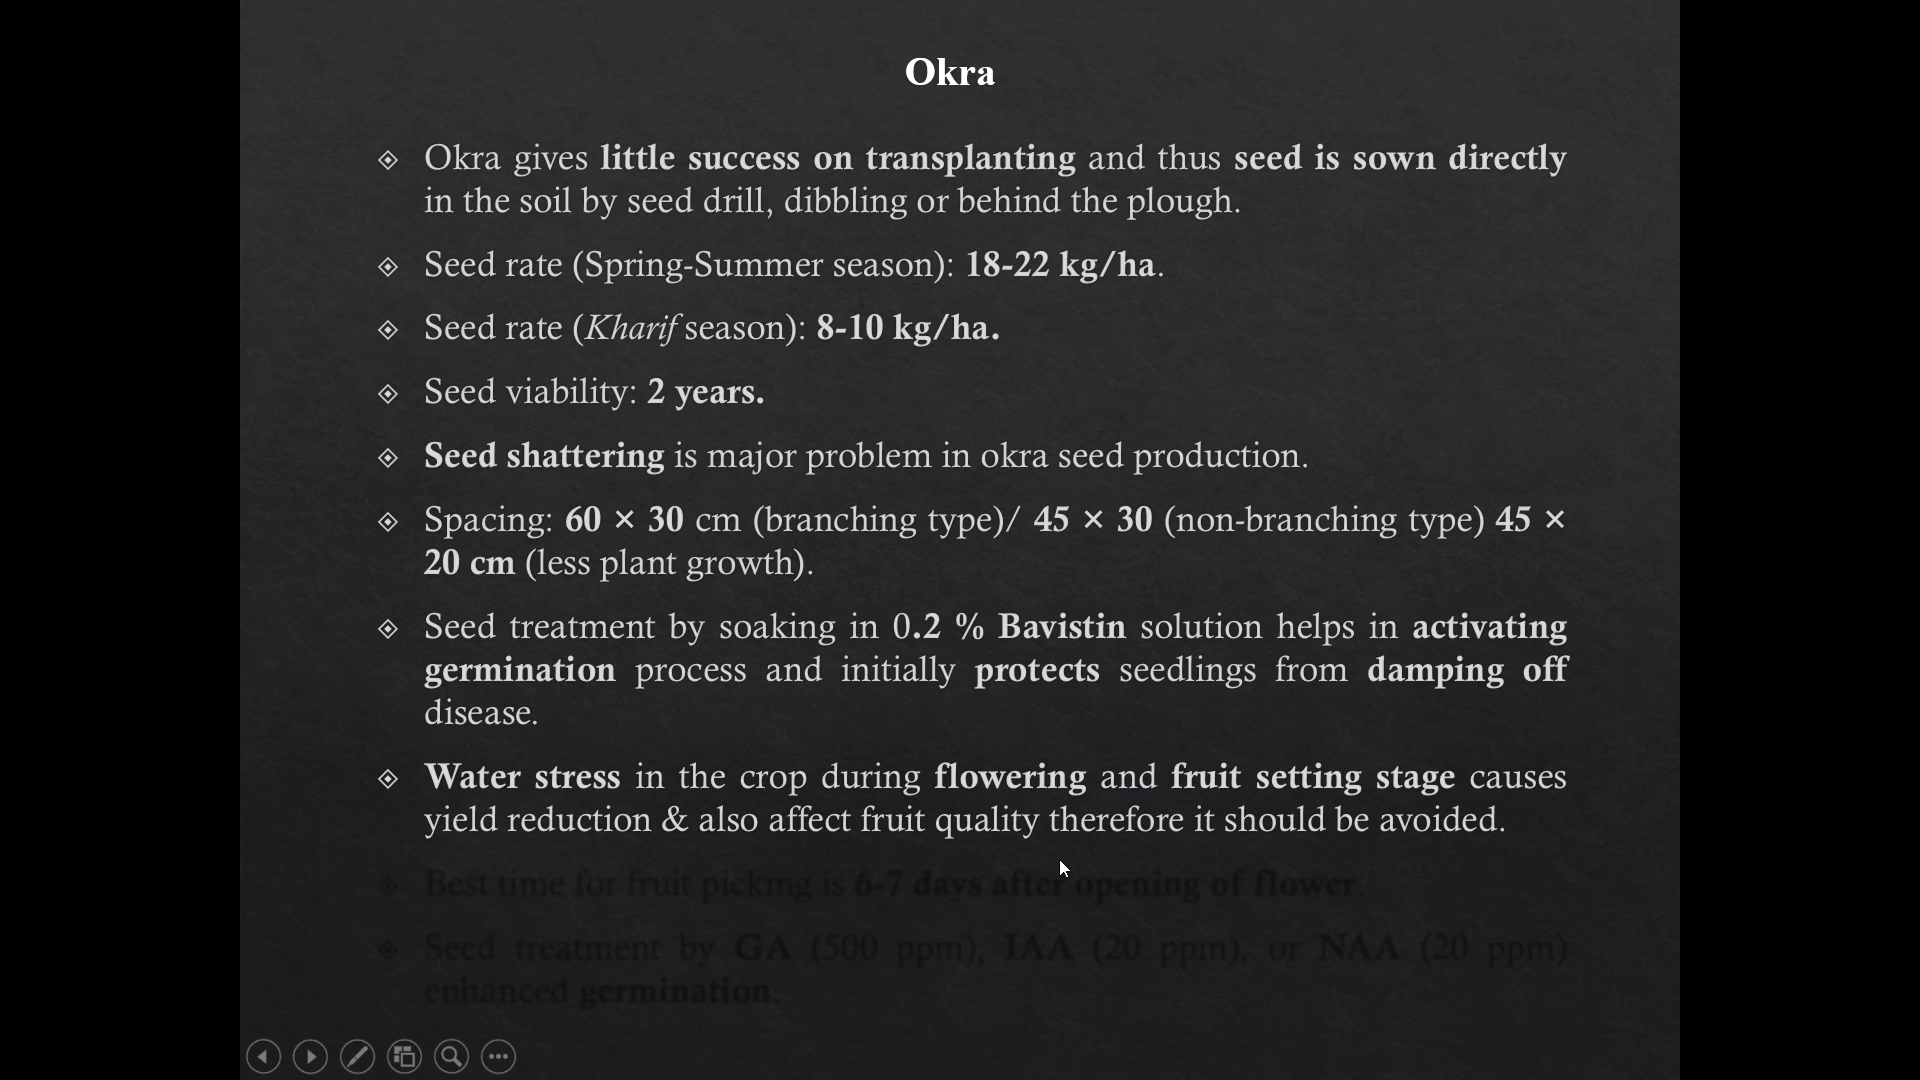 Okra
Okra gives little success on transplanting and thus seed is sown directly
in the soil by seed drill, dibbling or behind the plough.
Seed rate (Spring-Summer season): 18-22 kg/ha.
Seed rate (Kharif season): 8-10 kg/ha.
Seed viability: 2 years.
Seed shattering is major problem in okra seed production.
Spacing: 60 × 30 cm (branching type)/ 45 × 30 (non-branching type) 45 ×
20 cm (less plant growth).
Seed treatment by soaking in 0.2 % Bavistin solution helps in activating
germination process and initially protects seedlings from damping off
disease.
Water stress in the crop during flowering and fruit setting stage causes
yield reduction & also affect fruit quality therefore it should be avoided.
Best time for fruit picking is 6-7 days after opening of flower.
Seed treatment by GA (500 ppm), IAA (20 ppm), or NAA (20 ppm)
enhanced germination.